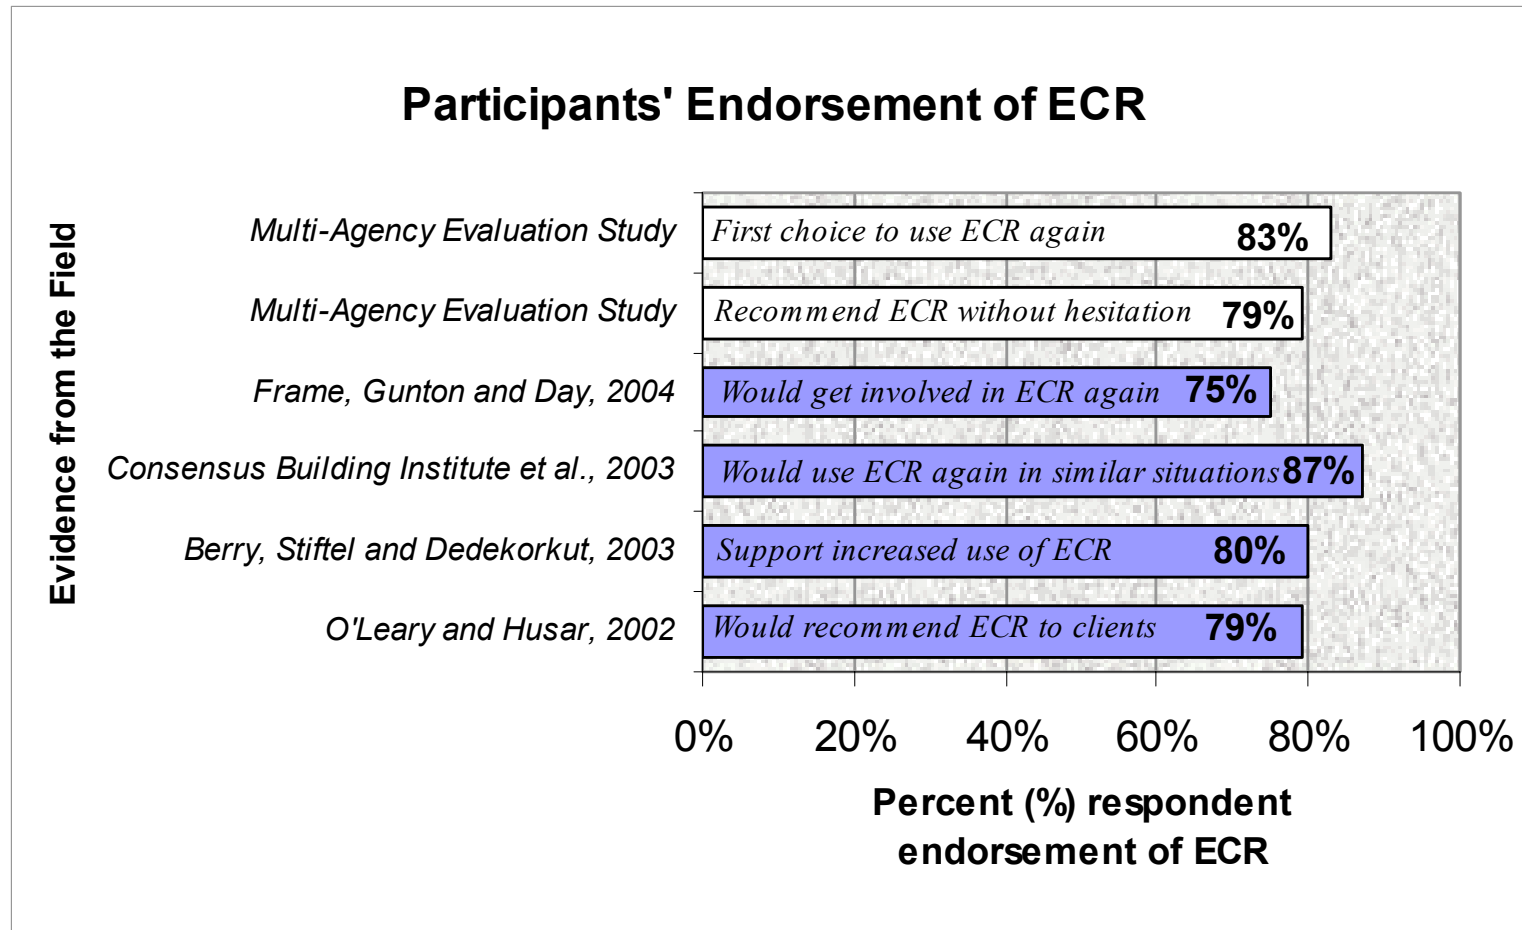 Participants' Endorsement of ECR
Evidence from the Field
Multi-Agency Evaluation Study
First choice to use ECR again
83%
Multi-Agency Evaluation Study
Recommend ECR without hesitation
79%
Frame, Gunton and Day, 2004
Would get involved in ECR again
75%
Consensus Building Institute et al., 2003
Would use ECR again in similar situations
87%
Berry, Stiftel and Dedekorkut, 2003
Support increased use of ECR
80%
O'Leary and Husar, 2002
Would recommend ECR to clients
79%
0% 20% 40% 60% 80% 100%
Percent (%) respondent
endorsement of ECR